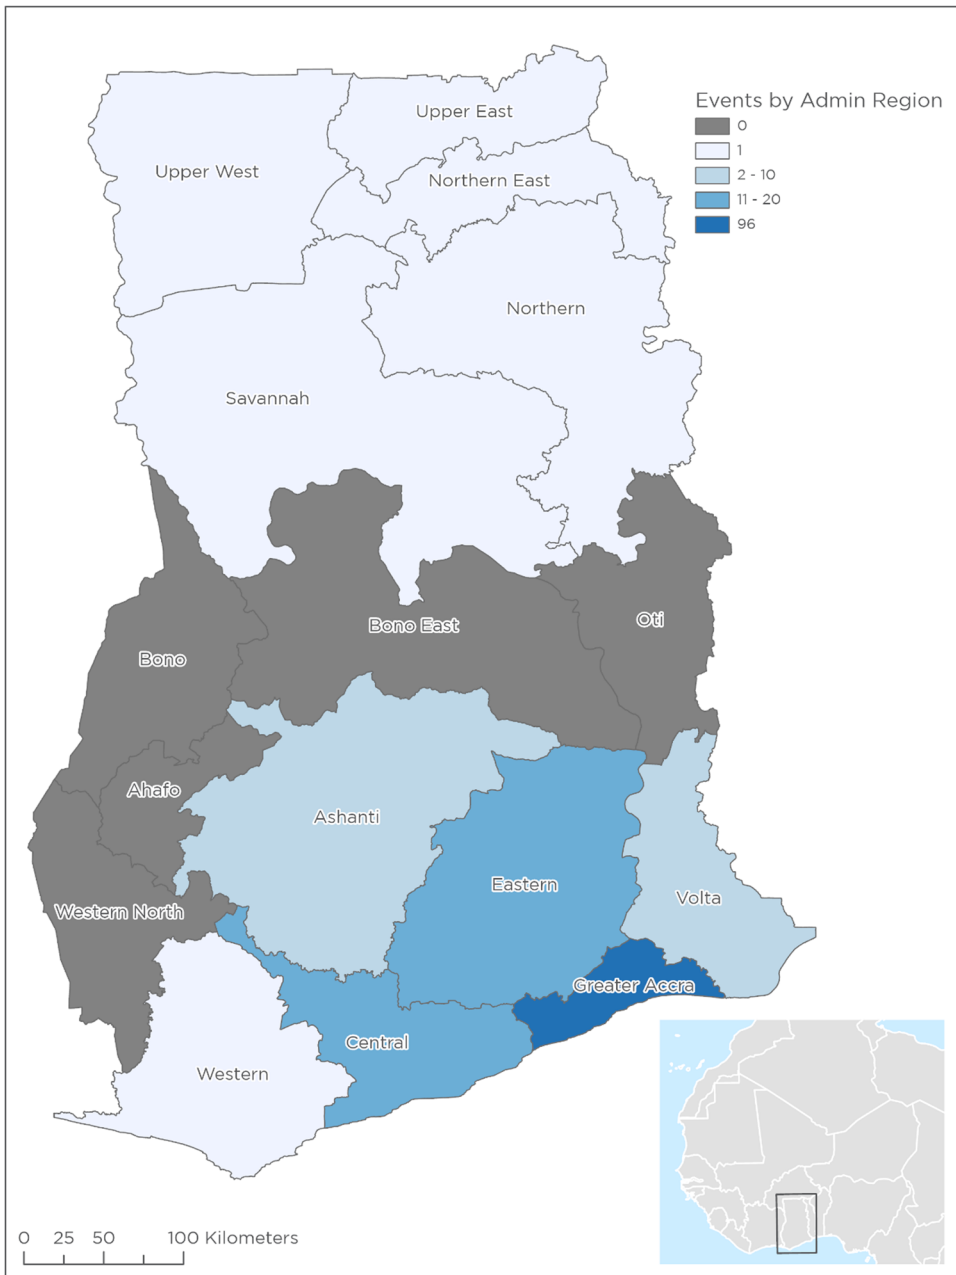 Events by Admin Region
0
1
2 - 10
11 - 20
96
Upper East
Upper West
Northern East
Northern
Savannah
Oti
Bono East
Bono
Ahafo
Ashanti
Eastern
Volta
Western North
Greater Accra
Central
Western
0 25 50 100 Kilometers